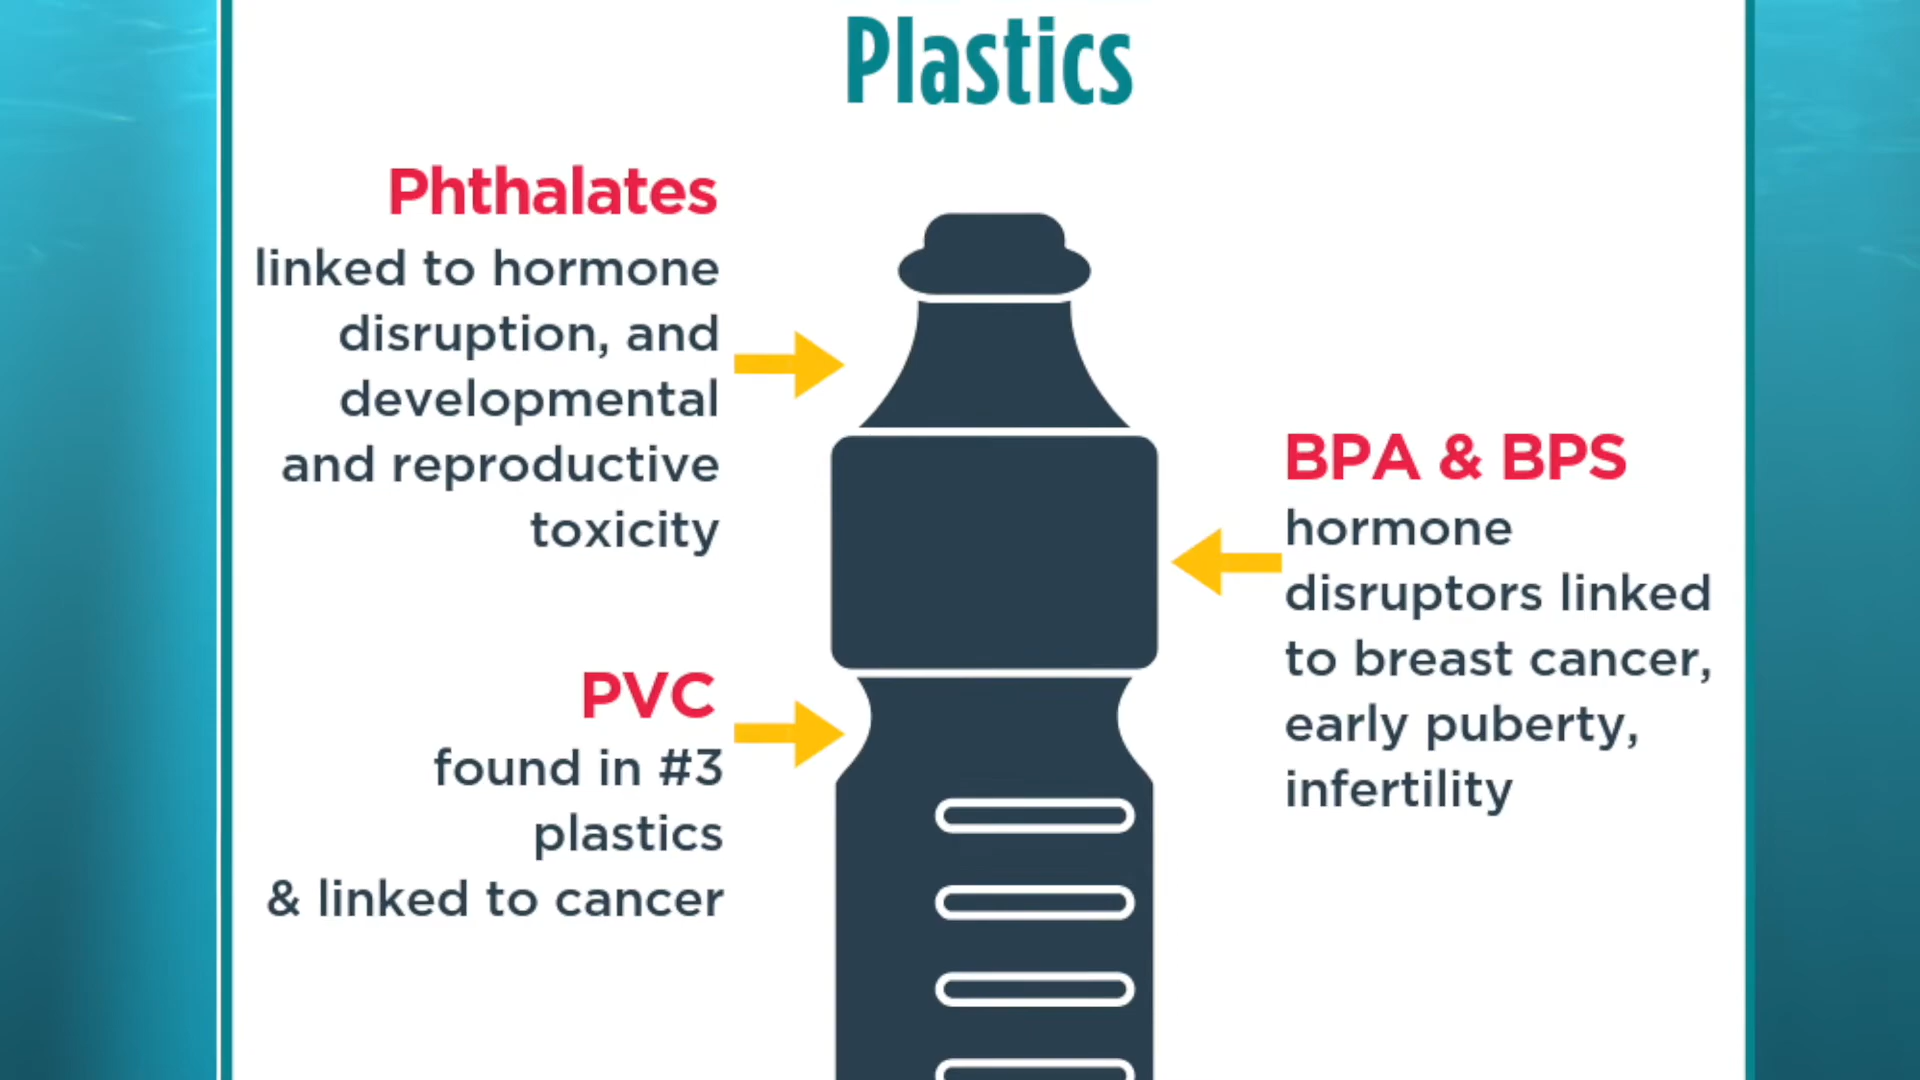 Plastics
Phthalates
linked to hormone
disruption, and
developmental
and reproductive
toxicity
BPA & BPS
hormone
disruptors linked
to breast cancer,
early puberty,
infertility
PVC
found in #3
plastics
& linked to cancer